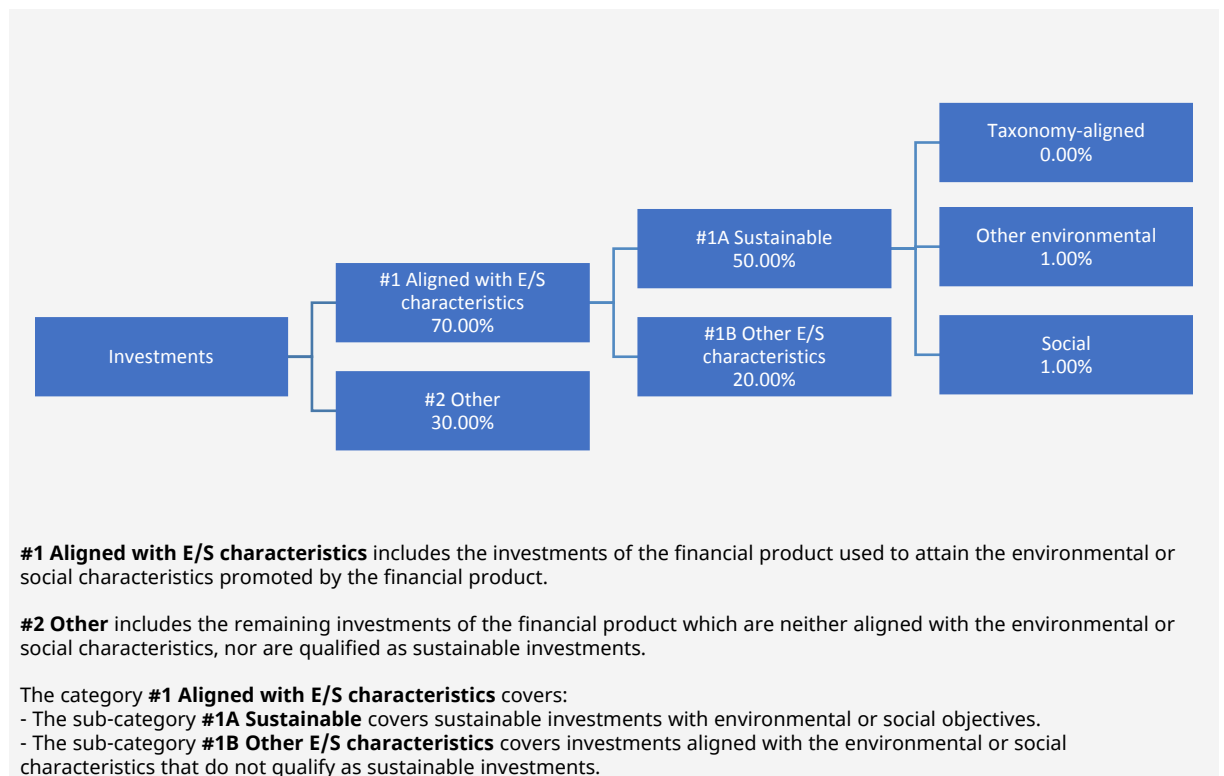 Taxonomy-aligned
0.00%
#1A Sustainable
50.00%
Other environmental
1.00%
#1 Aligned with E/S
characteristics
70.00%
Investments
#1B Other E/S
characteristics
20.00%
Social
1.00%
#2 Other
30.00%
#1 Aligned with E/S characteristics includes the investments of the financial product used to attain the environmental or
social characteristics promoted by the financial product.
#2 Other includes the remaining investments of the financial product which are neither aligned with the environmental or
social characteristics, nor are qualified as sustainable investments.
The category #1 Aligned with E/S characteristics covers:
- The sub-category #1A Sustainable covers sustainable investments with environmental or social objectives.
- The sub-category #1B Other E/S characteristics covers investments aligned with the environmental or social
characteristics that do not qualify as sustainable investments.